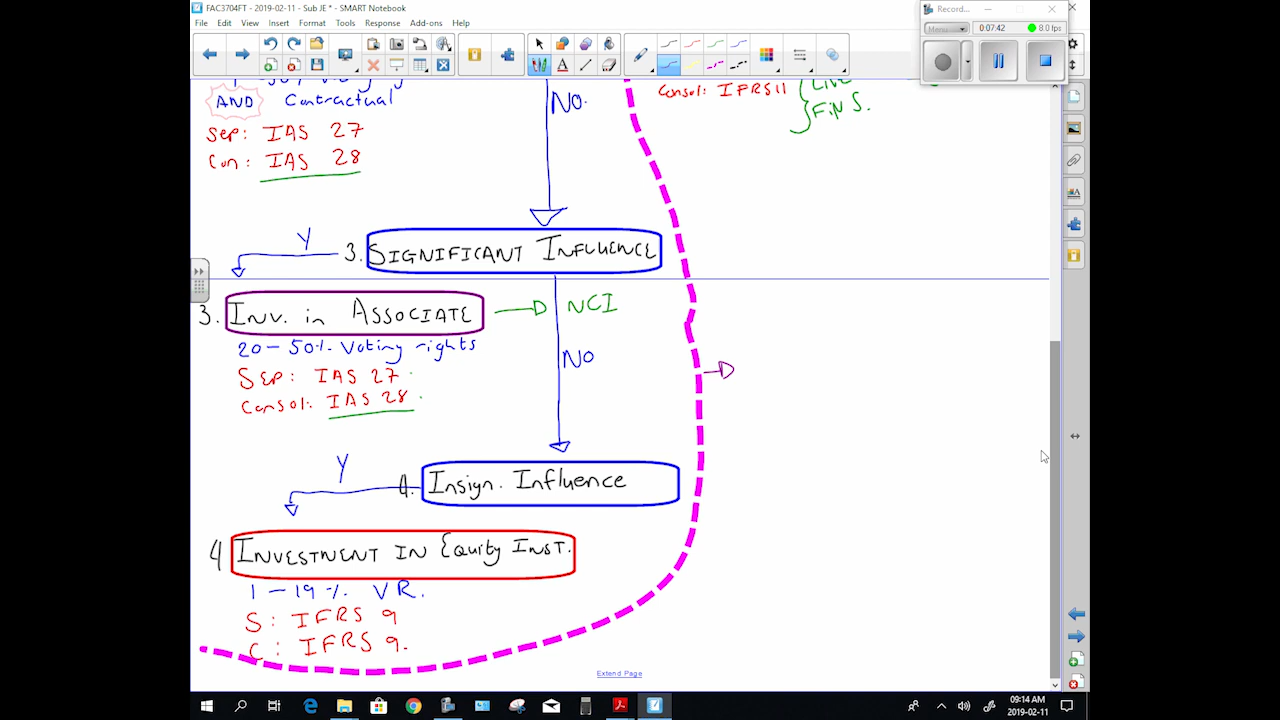 FAC3704FT - 2019-02-11 - Sub JE * - SMART Notebook
File Edit View Insert Format Tools Response Add-ons Help
Record...
Menu
0:07:42
8.0 fps
AND
Contractual
Sep: IAS 27
Con: IAS 28
NO.
Consol: IFRS 11
Fin S.
Y
3. SIGNIFICANT INFLUENCE
3. Inv. in ASSOCIATE
NCI
20-50% Voting rights
NO
Sep: IAS 27.
Consol: IAS 28.
Y
4. Insign. Influence
4 INVESTMENT IN Equity INST.
1-19% VR.
S: IFRS 9
C: IFRS 9.
Extend Page
09:14 AM
2019-02-11